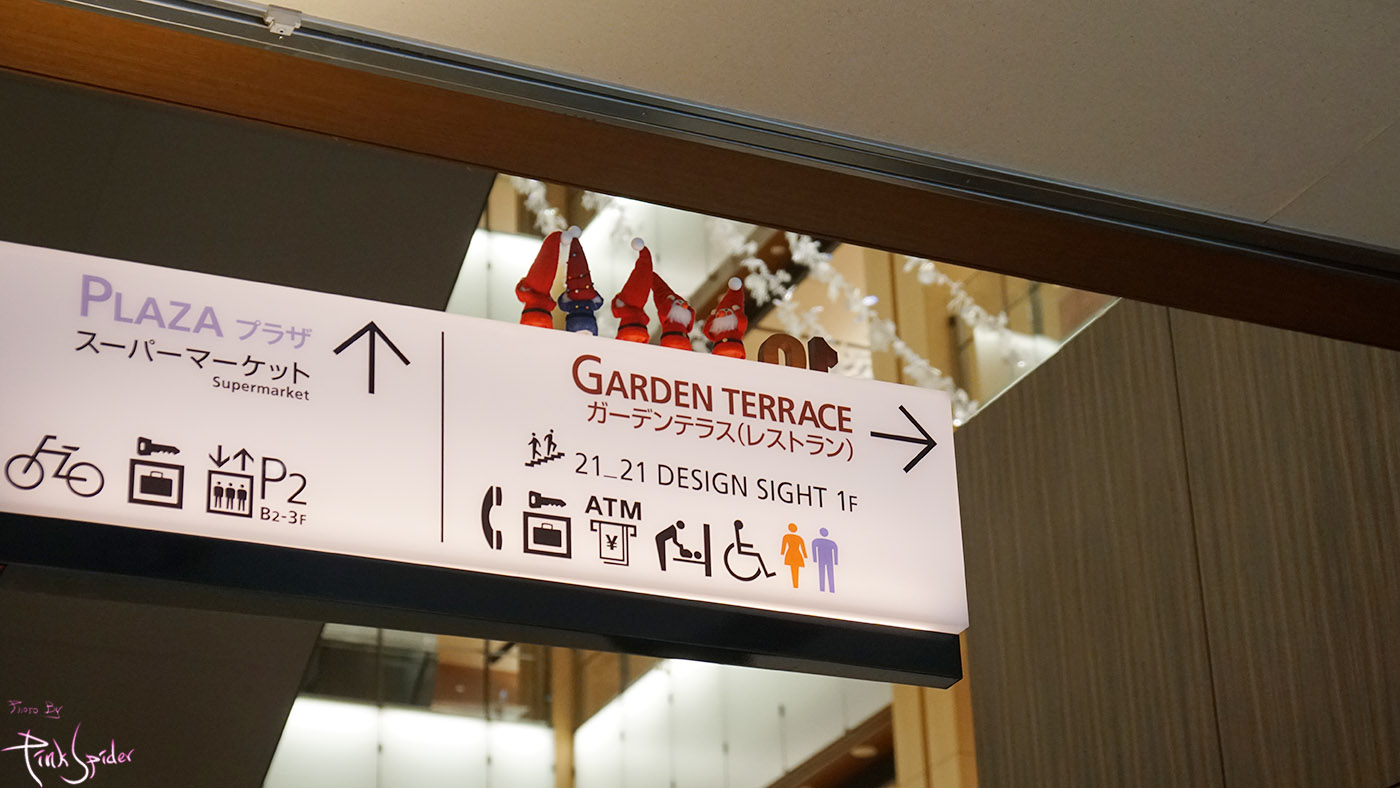 PLAZA プラザ
スーパーマーケット
Supermarket
P2
B2-3F
GARDEN TERRACE
ガーデンテラス(レストラン)
21_21 DESIGN SIGHT 1F
ATM
¥
Photo By
Pink Spider